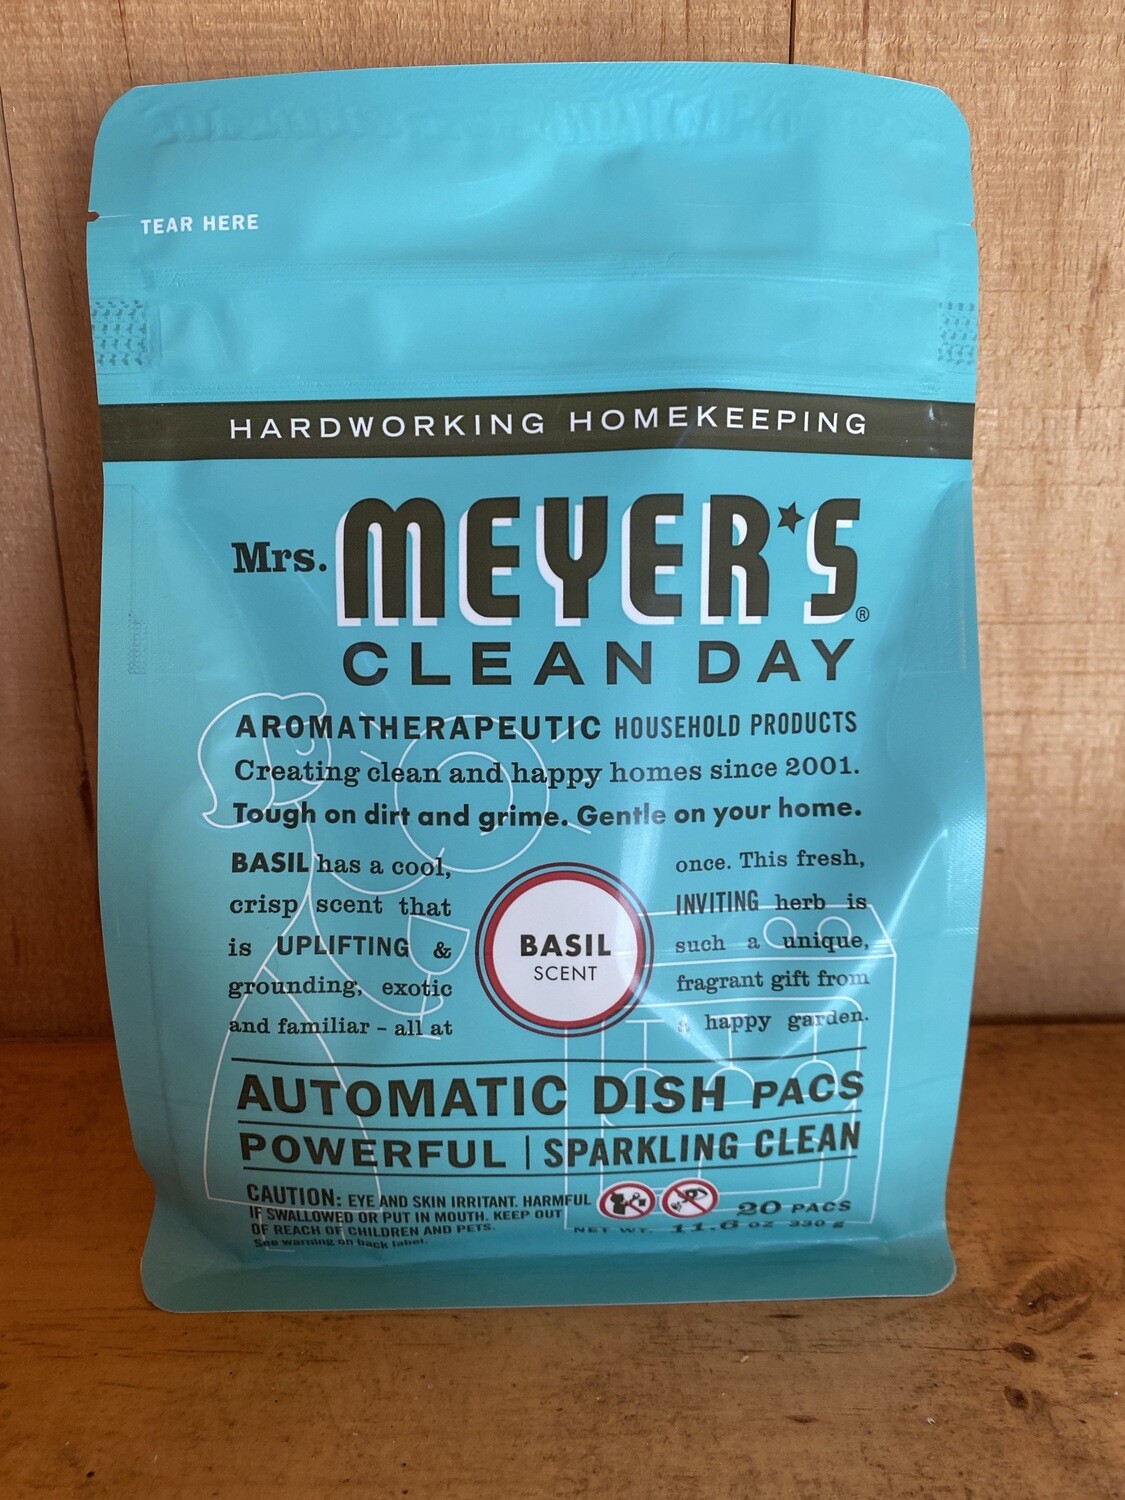 TEAR HERE
HARDWORKING HOMEKEEPING
Mrs. MEYER'S®
CLEAN DAY
AROMATHERAPEUTIC HOUSEHOLD PRODUCTS
Creating clean and happy homes since 2001.
Tough on dirt and grime. Gentle on your home.
BASIL has a cool,
crisp scent that
is UPLIFTING &
grounding, exotic
and familiar - all at
BASIL
SCENT
once. This fresh,
INVITING herb is
such a unique,
fragrant gift from
a happy garden.
AUTOMATIC DISH PACS
POWERFUL | SPARKLING CLEAN
CAUTION: EYE AND SKIN IRRITANT. HARMFUL
IF SWALLOWED OR PUT IN MOUTH. KEEP OUT
OF REACH OF CHILDREN AND PETS.
See warning on back label.
20 PACS
NET WT. 11.6 OZ 330 g